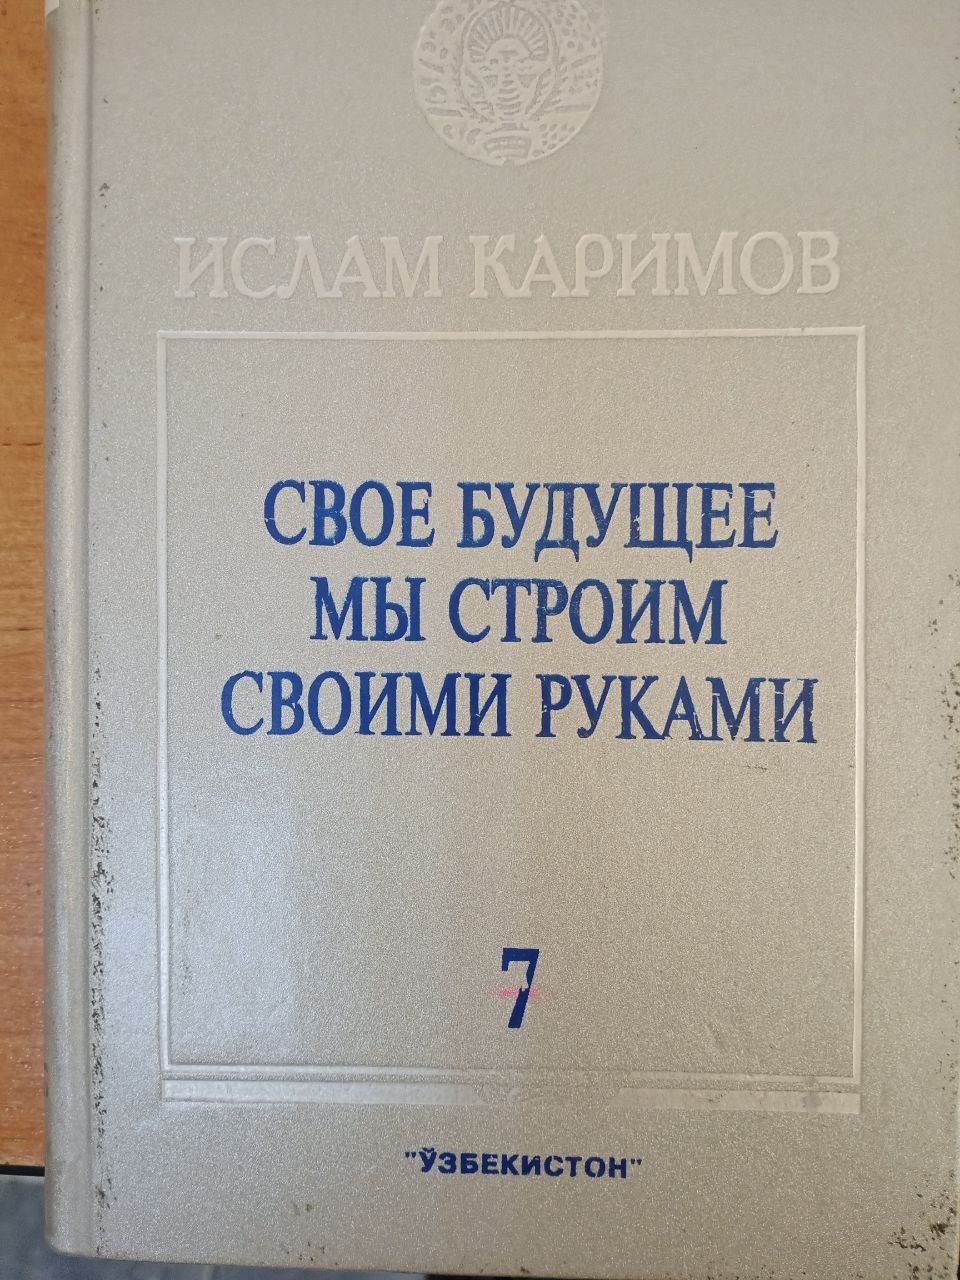 ИСЛАМ КАРИМОВ
СВОЕ БУДУЩЕЕ
МЫ СТРОИМ
СВОИМИ РУКАМИ
7
"ЎЗБЕКИСТОН"